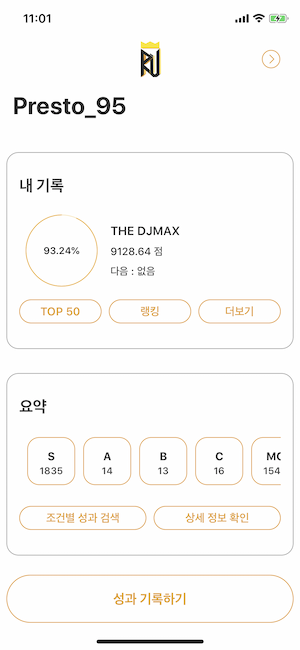 11:01
Presto_95
내 기록
93.24%
THE DJMAX
9128.64 점
다음 : 없음
TOP 50
랭킹
더보기
요약
S
1835
A
14
B
13
C
16
154
조건별 성과 검색
상세 정보 확인
성과 기록하기